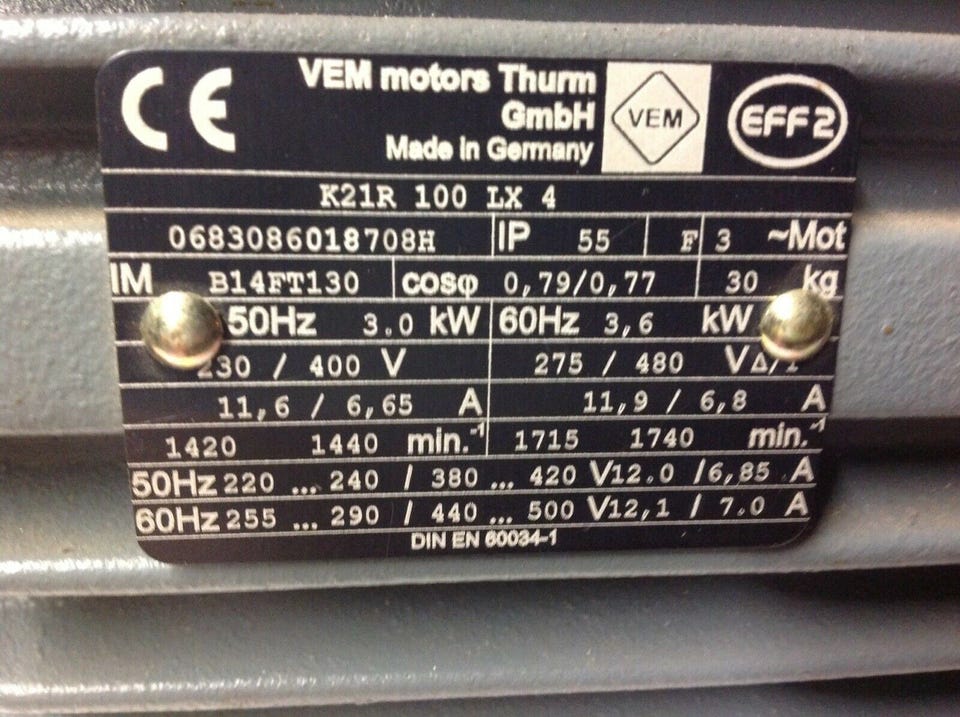 CE VEM motors Thurm
GmbH VEM EFF2
Made in Germany
K21R 100 LX 4
0683086018708H IP 55 F 3 ~Mot
IM B14FT130 cosφ 0,79/0,77 30 kg
50Hz 3.0 kW 60Hz 3,6 kW
230 / 400 V 275 / 480 V Δ/Y
11,6 / 6,65 A 11,9 / 6,8 A
1420 1440 min.-1 1715 1740 min.-1
50Hz 220 ... 240 / 380 ... 420 V12.0 /6,85 A
60Hz 255 ... 290 / 440 ... 500 V12,1 / 7.0 A
DIN EN 60034-1